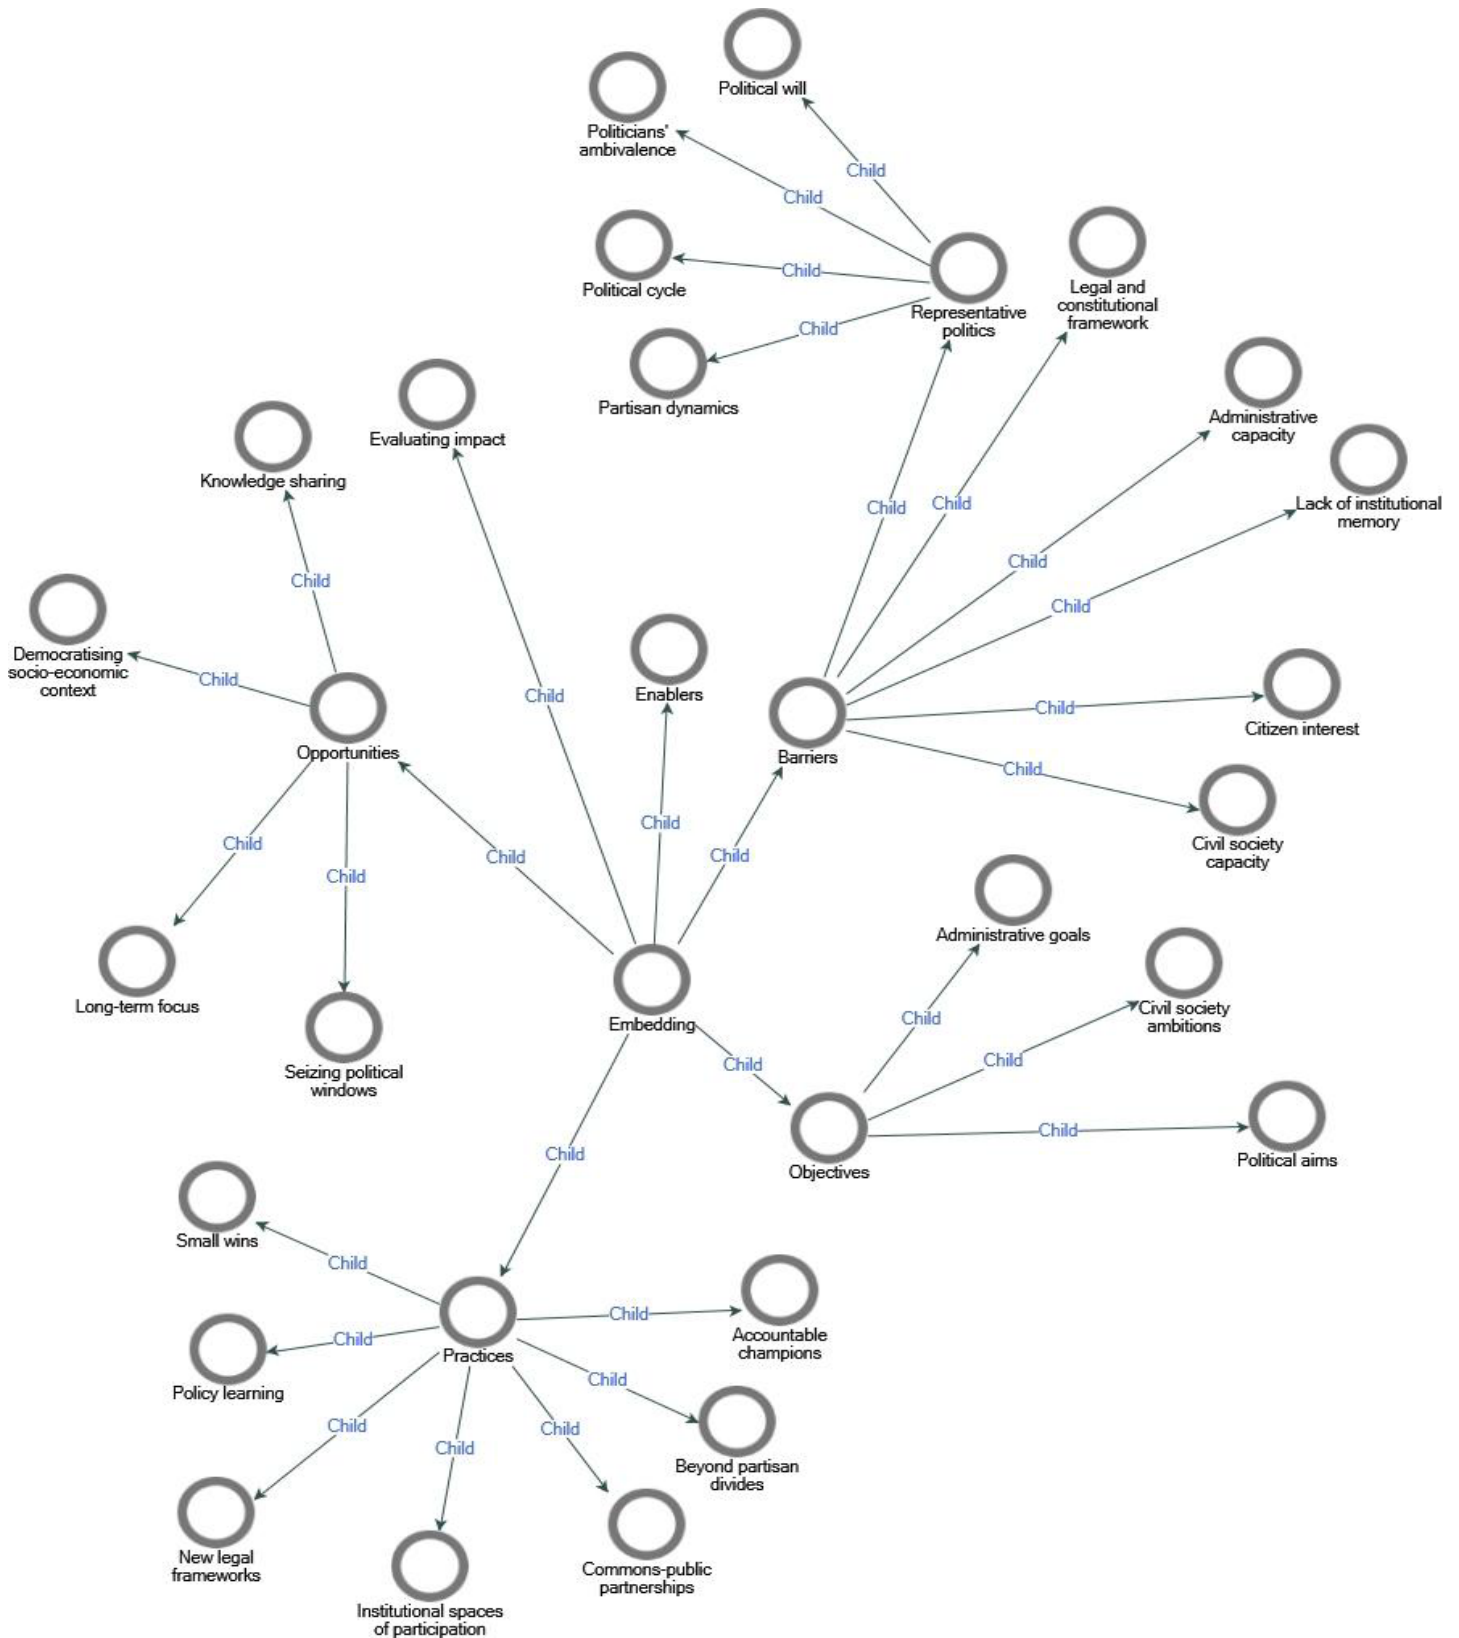 Political will
Politicians'
ambivalence
Child
Child
Political cycle
Child
Representative
politics
Legal and
constitutional
framework
Child
Partisan dynamics
Evaluating impact
Knowledge sharing
Administrative
capacity
Lack of institutional
memory
Child
Child
Child
Child
Child
Democratising
socio-economic
context
Child
Child
Enablers
Child
Citizen interest
Opportunities
Barriers
Child
Child
Child
Child
Child
Child
Civil society
capacity
Child
Administrative goals
Long-term focus
Seizing political
windows
Embedding
Child
Civil society
ambitions
Child
Child
Child
Political aims
Objectives
Child
Small wins
Child
Child
Accountable
champions
Child
Practices
Policy learning
Child
Child
Child
Child
Beyond partisan
divides
New legal
frameworks
Commons-public
partnerships
Institutional spaces
of participation